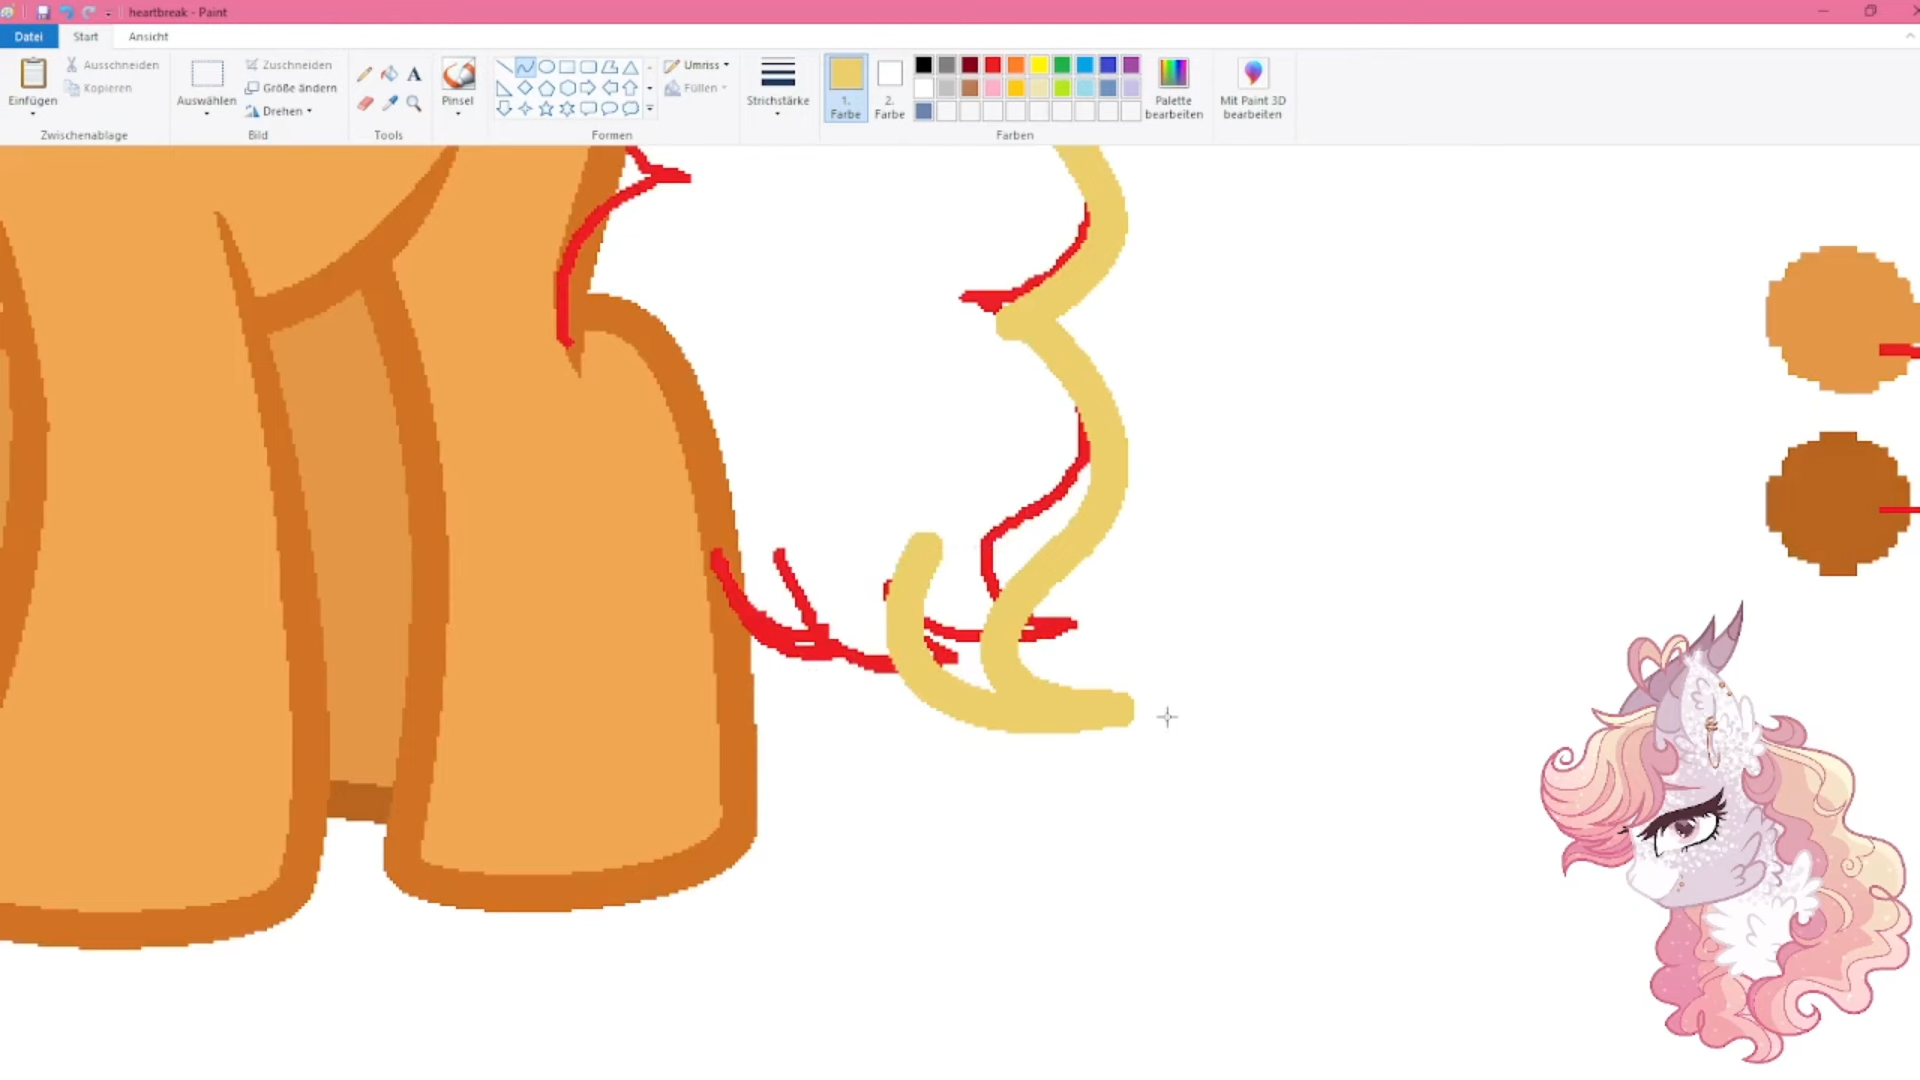 heartbreak - Paint
Datei Start Ansicht
Einfügen
Ausschneiden
Kopieren
Zwischenablage
Auswählen
Zuschneiden
Größe ändern
Drehen
Bild
A
Tools
Pinsel
Umriss
Füllen
Formen
Strichstärke
1.
Farbe
2.
Farbe
Palette
bearbeiten
Farben
Mit Paint 3D
bearbeiten